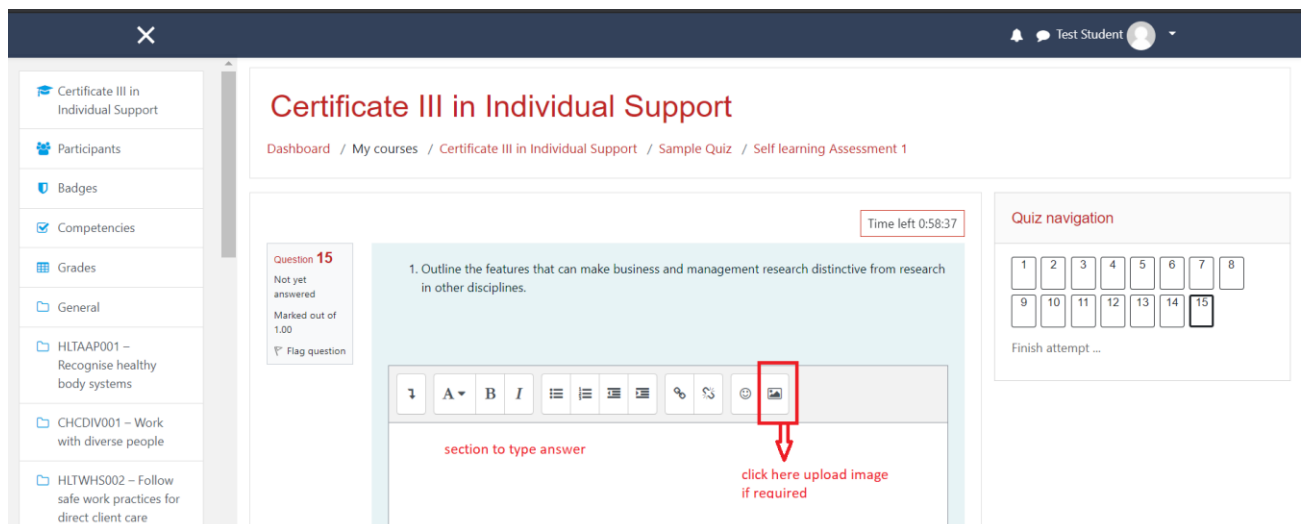 Test Student
Certificate III in
Individual Support
Participants
Badges
Competencies
Grades
General
HLTAAP001 –
Recognise healthy
body systems
CHCDIV001 – Work
with diverse people
HLTWHS002 – Follow
safe work practices for
direct client care
Certificate III in Individual Support
Dashboard / My courses / Certificate III in Individual Support / Sample Quiz / Self learning Assessment 1
Time left 0:58:37
Question 15
Not yet
answered
Marked out of
1.00
Flag question
1. Outline the features that can make business and management research distinctive from research
in other disciplines.
A B I
section to type answer
click here upload image
if required
Quiz navigation
1 2 3 4 5 6 7 8
9 10 11 12 13 14 15
Finish attempt ...